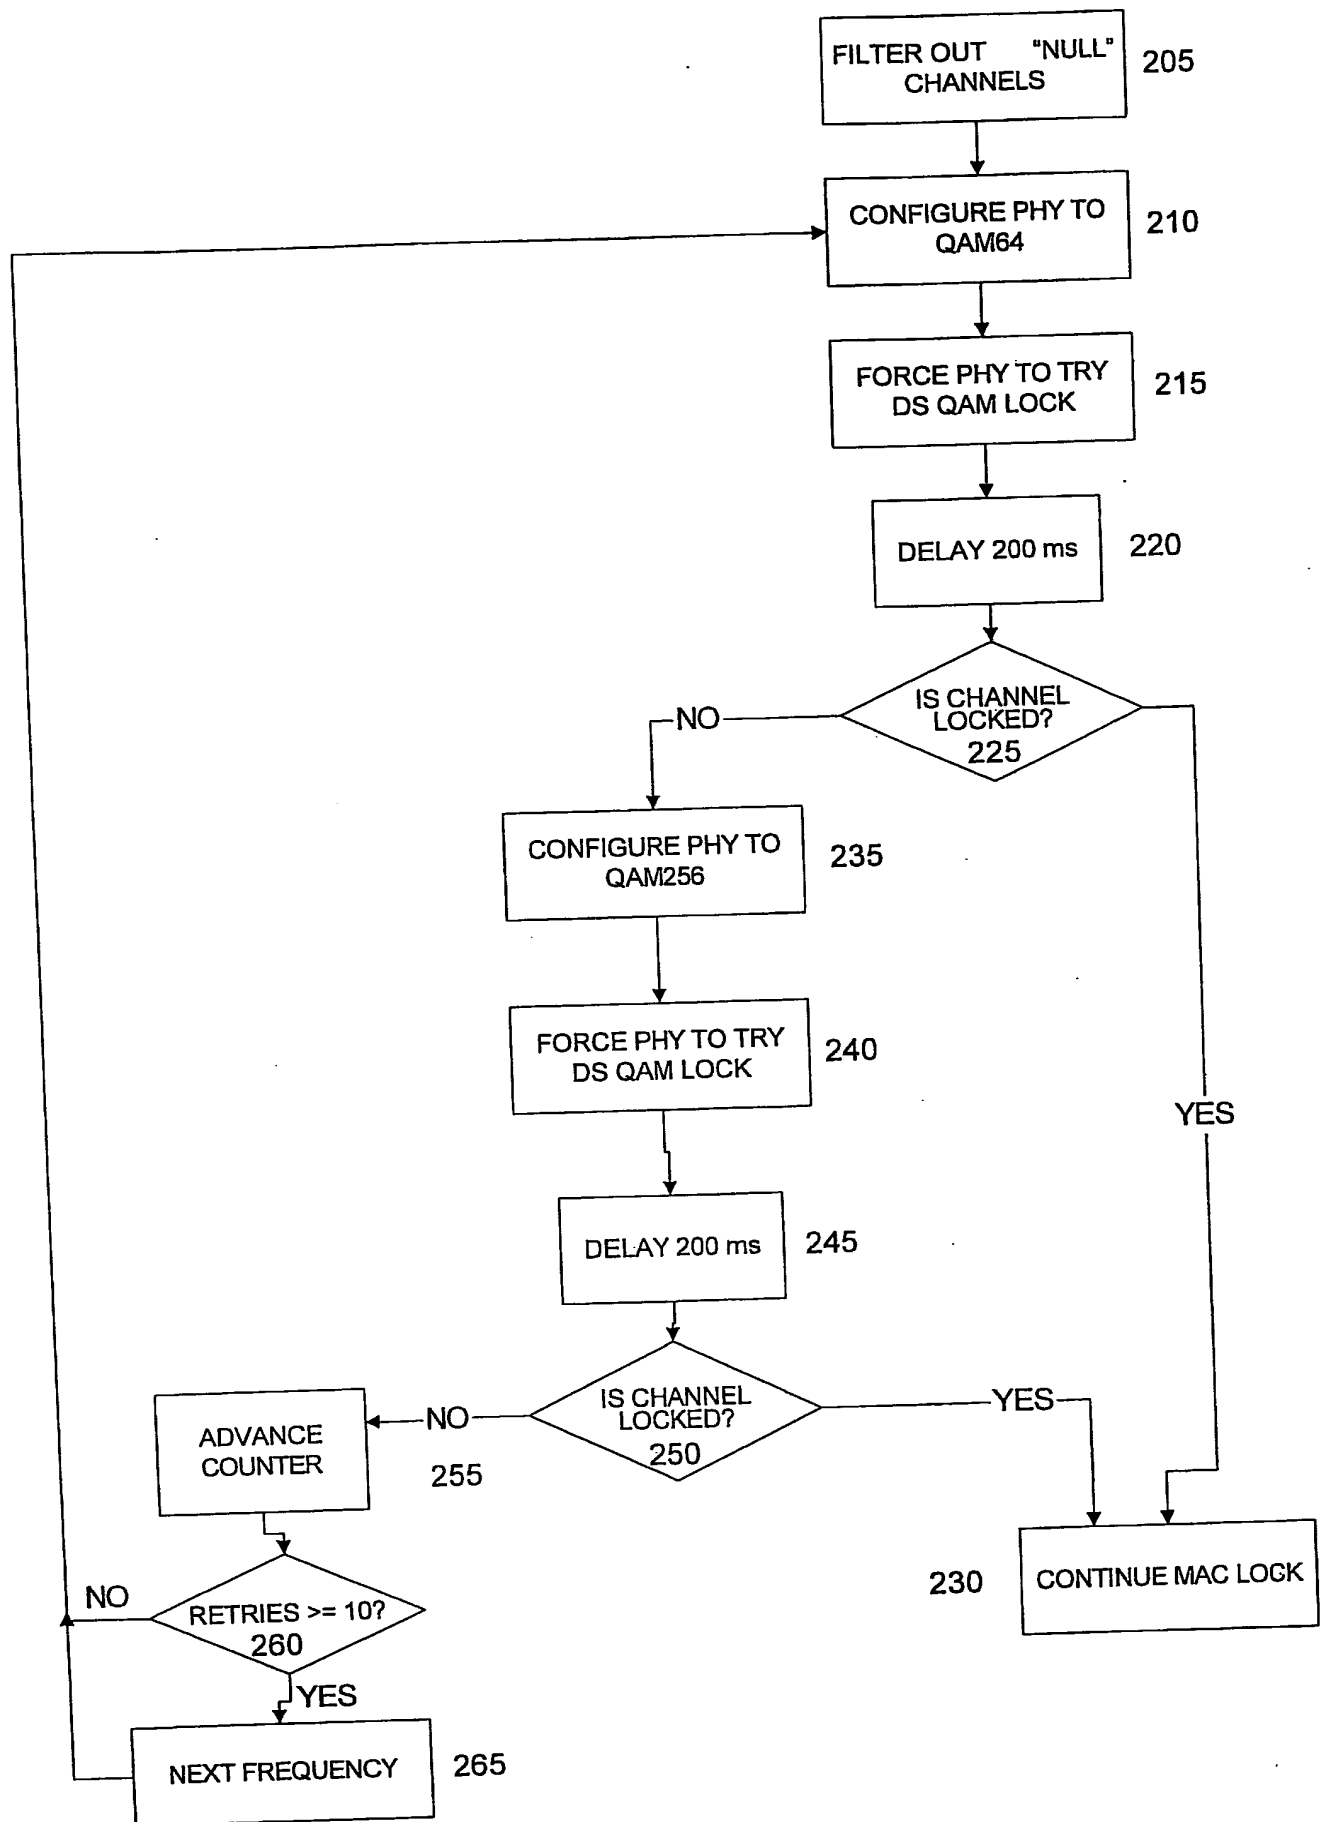 FILTER OUT "NULL"
CHANNELS
205
CONFIGURE PHY TO
QAM64
210
FORCE PHY TO TRY
DS QAM LOCK
215
DELAY 200 ms
220
IS CHANNEL
LOCKED?
225
NO
YES
CONFIGURE PHY TO
QAM256
235
FORCE PHY TO TRY
DS QAM LOCK
240
DELAY 200 ms
245
IS CHANNEL
LOCKED?
250
NO
YES
ADVANCE
COUNTER
255
CONTINUE MAC LOCK
230
RETRIES >= 10?
260
NO
YES
NEXT FREQUENCY
265